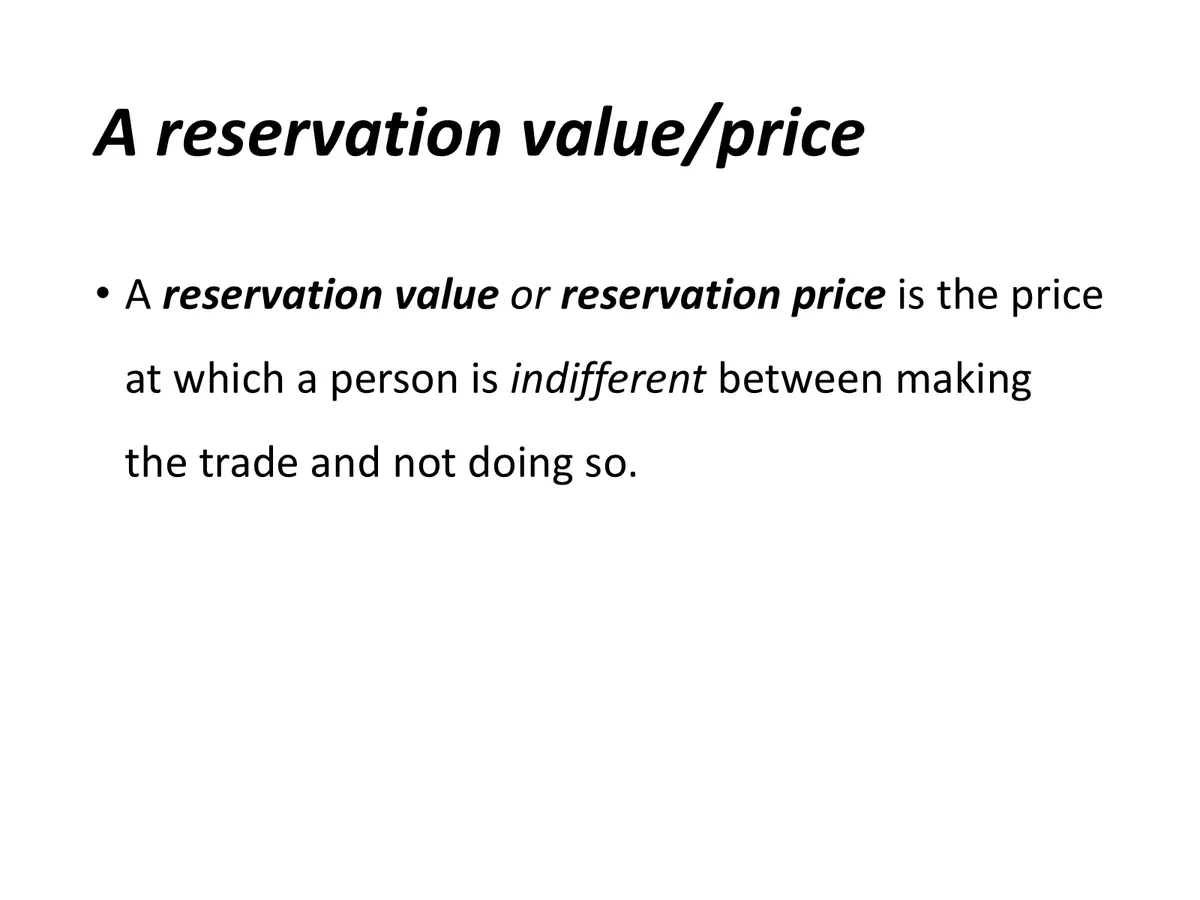 A reservation value/price
• A reservation value or reservation price is the price
at which a person is indifferent between making
the trade and not doing so.